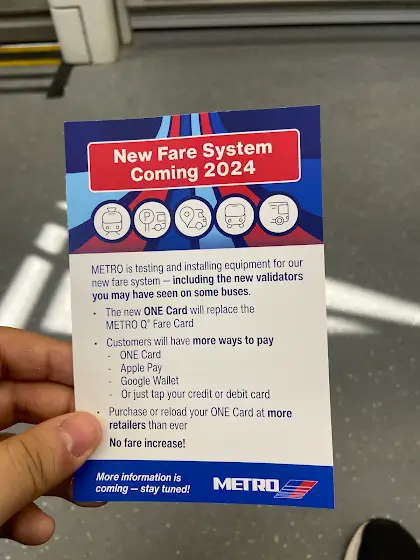 New Fare System
Coming 2024
P
METRO is testing and installing equipment for our
new fare system – including the new validators
you may have seen on some buses.
• The new ONE Card will replace the
METRO Q® Fare Card
• Customers will have more ways to pay
- ONE Card
- Apple Pay
- Google Wallet
- Or just tap your credit or debit card
• Purchase or reload your ONE Card at more
retailers than ever
• No fare increase!
More information is
coming – stay tuned!
METRO